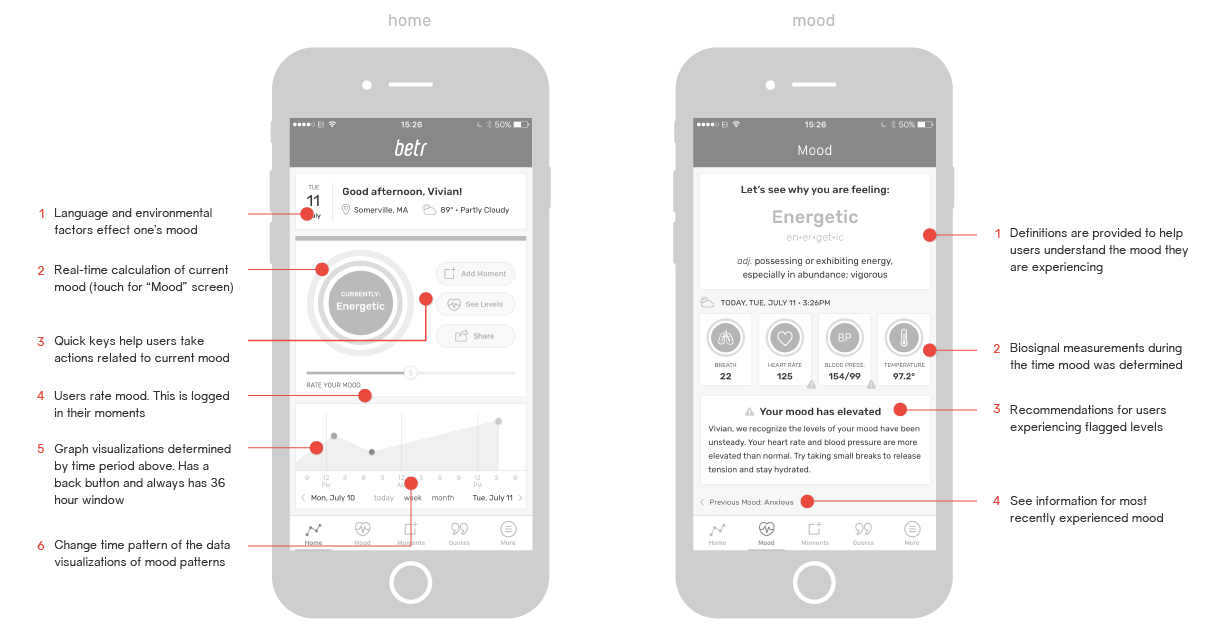 home
mood
15:26
50%
betr
TUE
11
Good afternoon, Vivian!
Somerville, MA
89° • Partly Cloudy
CURRENTLY:
Energetic
Add Moment
See Levels
Share
RATE YOUR MOOD
9 12 3 6 9 12 3 6 9 12 3 6
PM AM PM
Mon, July 10
today week month
Tue, July 11
Home Mood Moments Quotes More
1 Language and environmental
factors effect one's mood
2 Real-time calculation of current
mood (touch for “Mood” screen)
3 Quick keys help users take
actions related to current mood
4 Users rate mood. This is logged
in their moments
5 Graph visualizations determined
by time period above. Has a
back button and always has 36
hour window
6 Change time pattern of the data
visualizations of mood patterns
15:26
50%
Mood
Let's see why you are feeling:
Energetic
en•er•get•ic
adj. possessing or exhibiting energy,
especially in abundance; vigorous
TODAY, TUE, JULY 11 • 3:26PM
BP
BREATH HEART RATE BLOOD PRESS. TEMPERATURE
22 125 154/99 97.2°
Your mood has elevated
Vivian, we recognize the levels of your mood have been
unsteady. Your heart rate and blood pressure are more
elevated than normal. Try taking small breaks to release
tension and stay hydrated.
Previous Mood: Anxious
Home Mood Moments Quotes More
1 Definitions are provided to help
users understand the mood they
are experiencing
2 Biosignal measurements during
the time mood was determined
3 Recommendations for users
experiencing flagged levels
4 See information for most
recently experienced mood